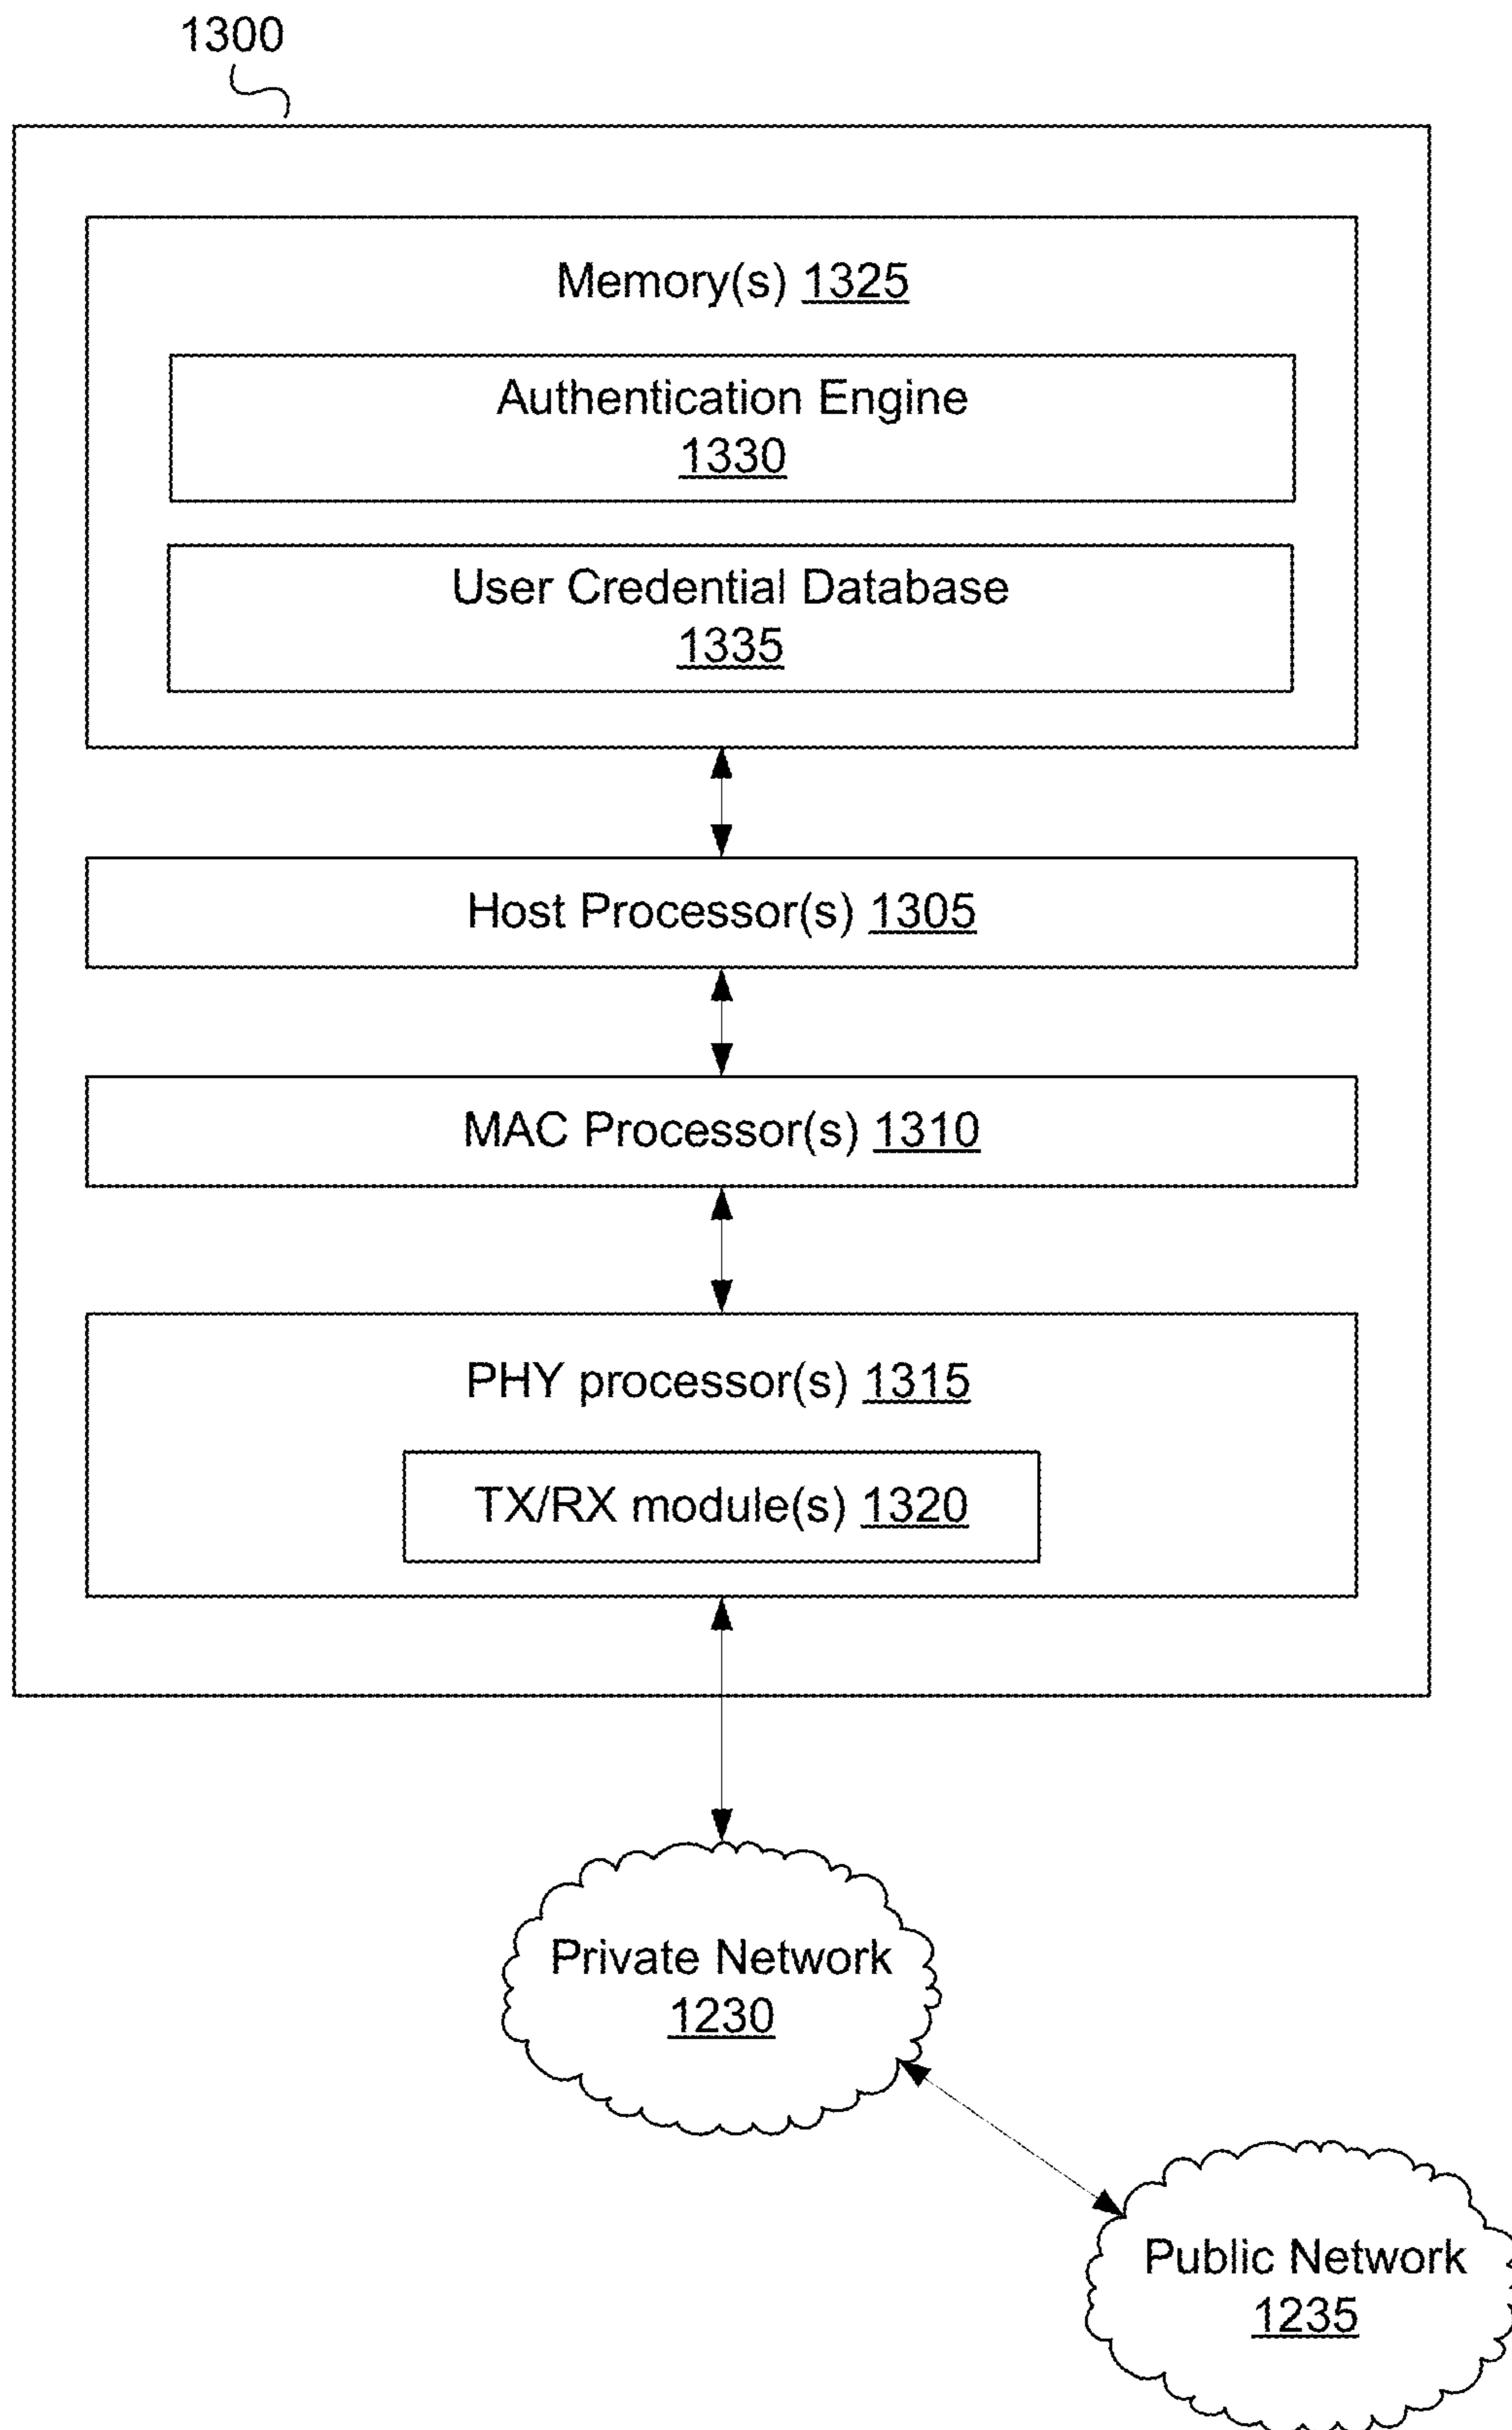 1300
Memory(s) 1325
Authentication Engine
1330
User Credential Database
1335
Host Processor(s) 1305
MAC Processor(s) 1310
PHY processor(s) 1315
TX/RX module(s) 1320
Private Network
1230
Public Network
1235